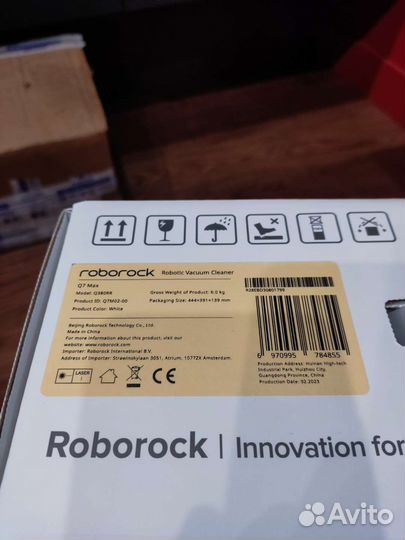 roborock Robotic Vacuum Cleaner
Q7 Max
Model: Q380RR Gross Weight of Product: 6.0 kg
Product ID: Q7M02-00 Packaging Size: 444×391×139 mm
Product Color: White
Beijing Roborock Technology Co., Ltd.
Made in China
For more information about this product, please visit our
website: www.roborock.com
Importer: Roborock International B.V.
Address of Importer: Strawinskylaan 3051, Atrium, 1077ZX Amsterdam.
LASER 1
CE
6 970995 784855
Production Address: Huinan High-tech
Industrial Park, Huizhou City,
Guangdong Province, China
Production Date: 02.2023
Roborock | Innovation for
Avito